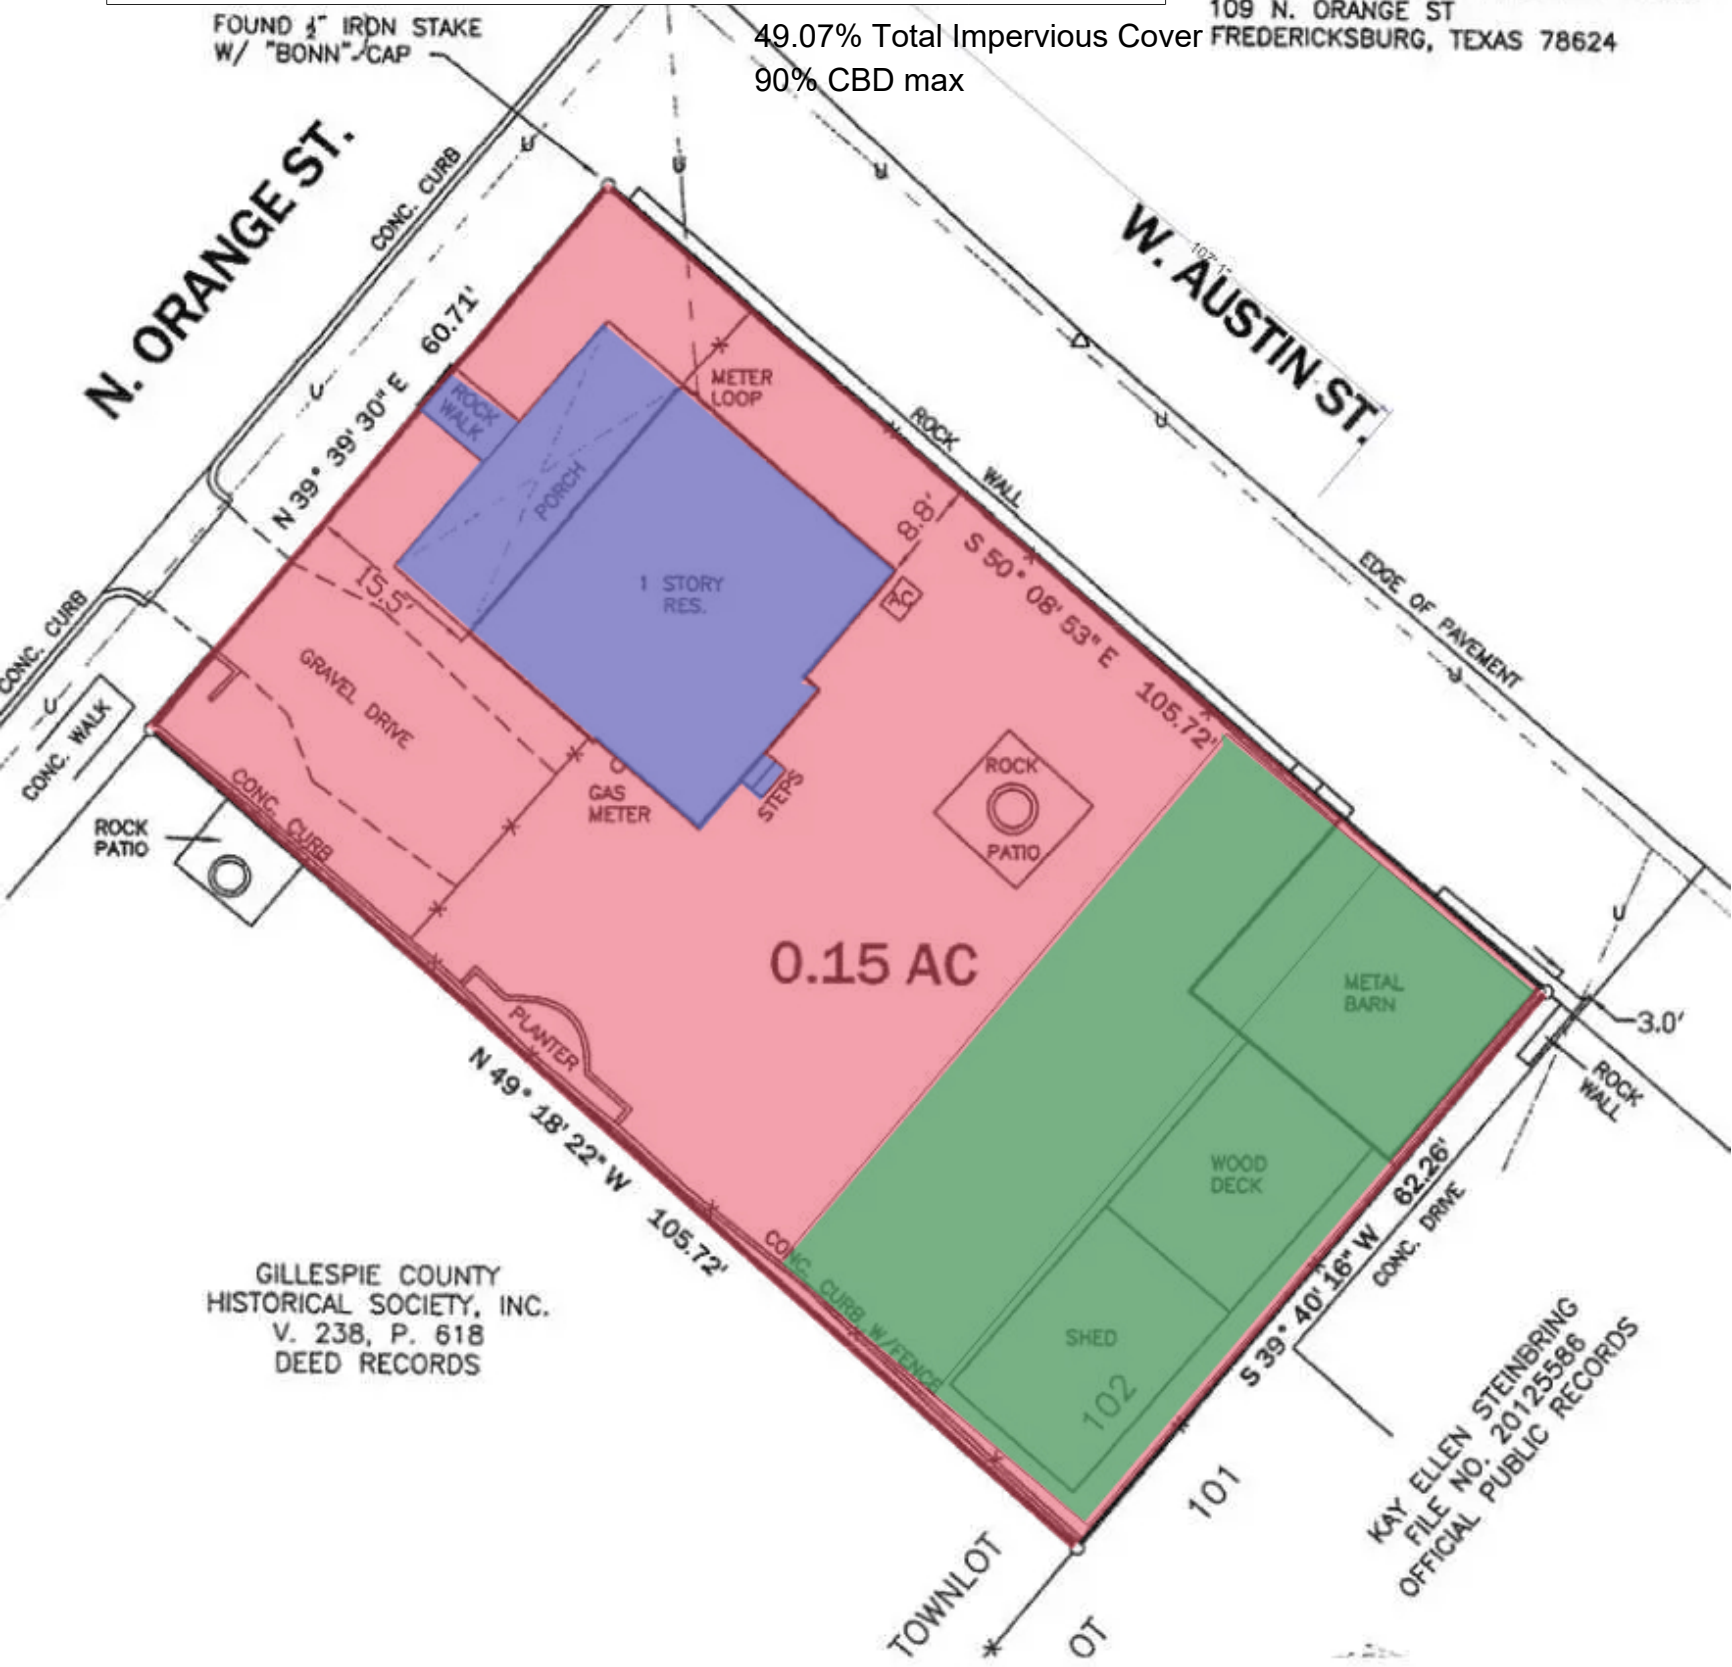 FOUND ½" IRON STAKE
W/ "BONN" CAP
49.07% Total Impervious Cover
90% CBD max
109 N. ORANGE ST
FREDERICKSBURG, TEXAS 78624
N. ORANGE ST.
CONC. CURB
W. AUSTIN ST.
102'-1"
60.71'
N 39° 39' 30" E
ROCK
WALK
METER
LOOP
PORCH
ROCK WALL
8.8'
S 50° 08' 53" E 105.72'
EDGE OF PAVEMENT
1 STORY
RES.
AC
15.5'
CONC. CURB
CONC. WALK
GRAVEL DRIVE
CONC. CURB
ROCK
PATIO
GAS
METER
STEPS
ROCK
PATIO
0.15 AC
METAL
BARN
3.0'
ROCK
WALL
PLANTER
N 49° 18' 22" W 105.72'
CONC. CURB W/FENCE
WOOD
DECK
SHED
102
62.26'
S 39° 40' 16" W
CONC. DRIVE
GILLESPIE COUNTY
HISTORICAL SOCIETY, INC.
V. 238, P. 618
DEED RECORDS
KAY ELLEN STEINBRING
FILE NO. 20125586
OFFICIAL PUBLIC RECORDS
101
TOWNLOT
OT
U
U
U
U
U
U
U
U